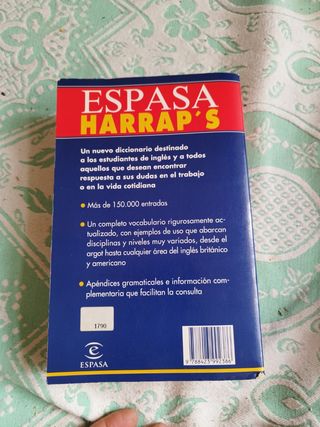 ESPASA
HARRAP'S
Un nuevo diccionario destinado
a los estudiantes de inglés y a todos
aquellos que desean encontrar
respuesta a sus dudas en el trabajo
o en la vida cotidiana
Más de 150.000 entradas
Un completo vocabulario rigurosamente ac-
tualizado, con ejemplos de uso que abarcan
disciplinas y niveles muy variados, desde el
argot hasta cualquier área del inglés británico
y americano
Apéndices gramaticales e información com-
plementaria que facilitan la consulta
1790
e
ESPASA
9 788423 992386